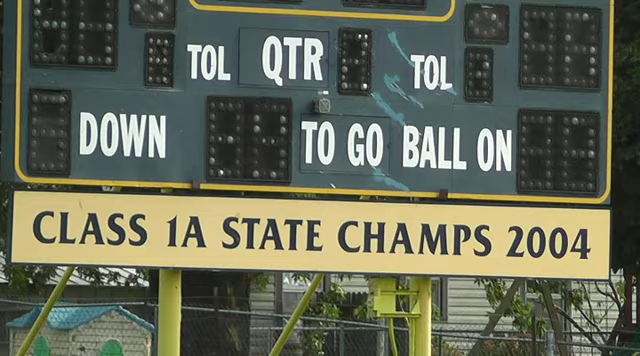 TOL QTR TOL
DOWN TO GO BALL ON
CLASS 1A STATE CHAMPS 2004